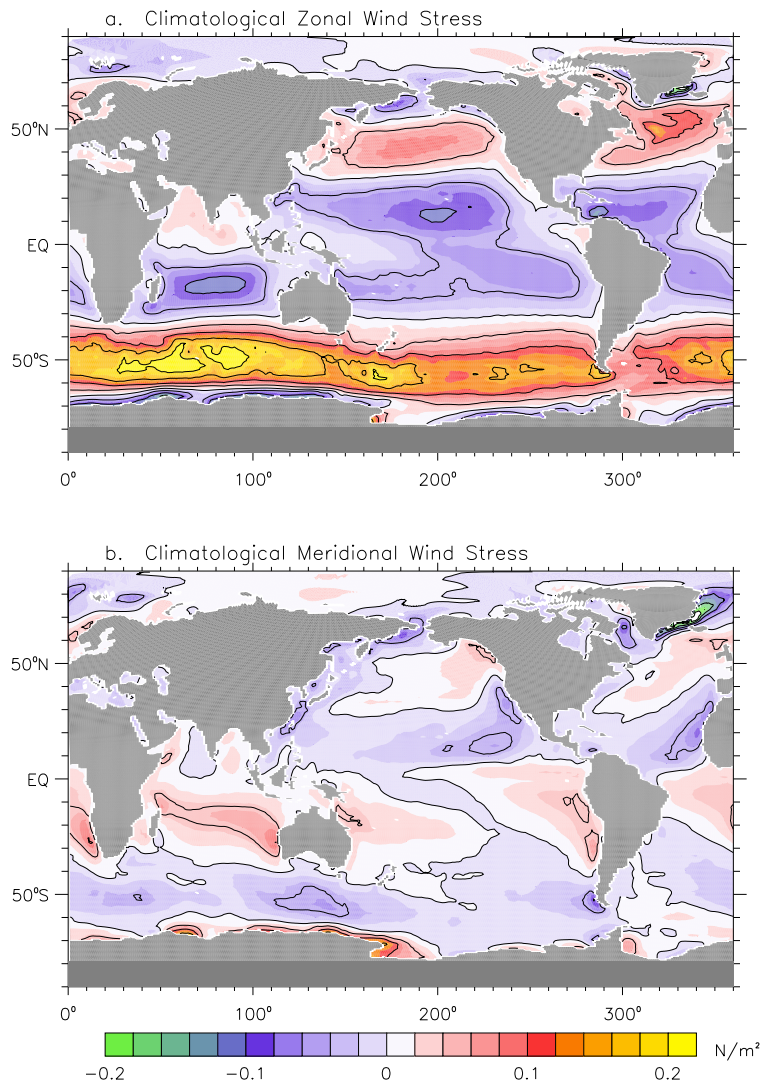 a. Climatological Zonal Wind Stress
50°N
EQ
50°S
0° 100° 200° 300°
b. Climatological Meridional Wind Stress
50°N
EQ
50°S
0° 100° 200° 300°
N/m²
-0.2 -0.1 0 0.1 0.2